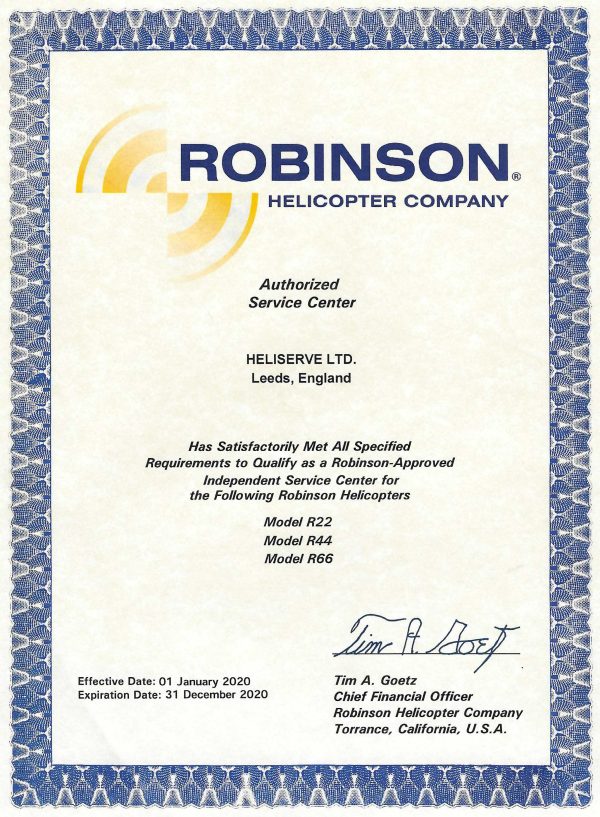 ROBINSON®
HELICOPTER COMPANY
Authorized
Service Center
HELISERVE LTD.
Leeds, England
Has Satisfactorily Met All Specified
Requirements to Qualify as a Robinson-Approved
Independent Service Center for
the Following Robinson Helicopters
Model R22
Model R44
Model R66
Tim A. Goetz
Effective Date: 01 January 2020
Expiration Date: 31 December 2020
Tim A. Goetz
Chief Financial Officer
Robinson Helicopter Company
Torrance, California, U.S.A.